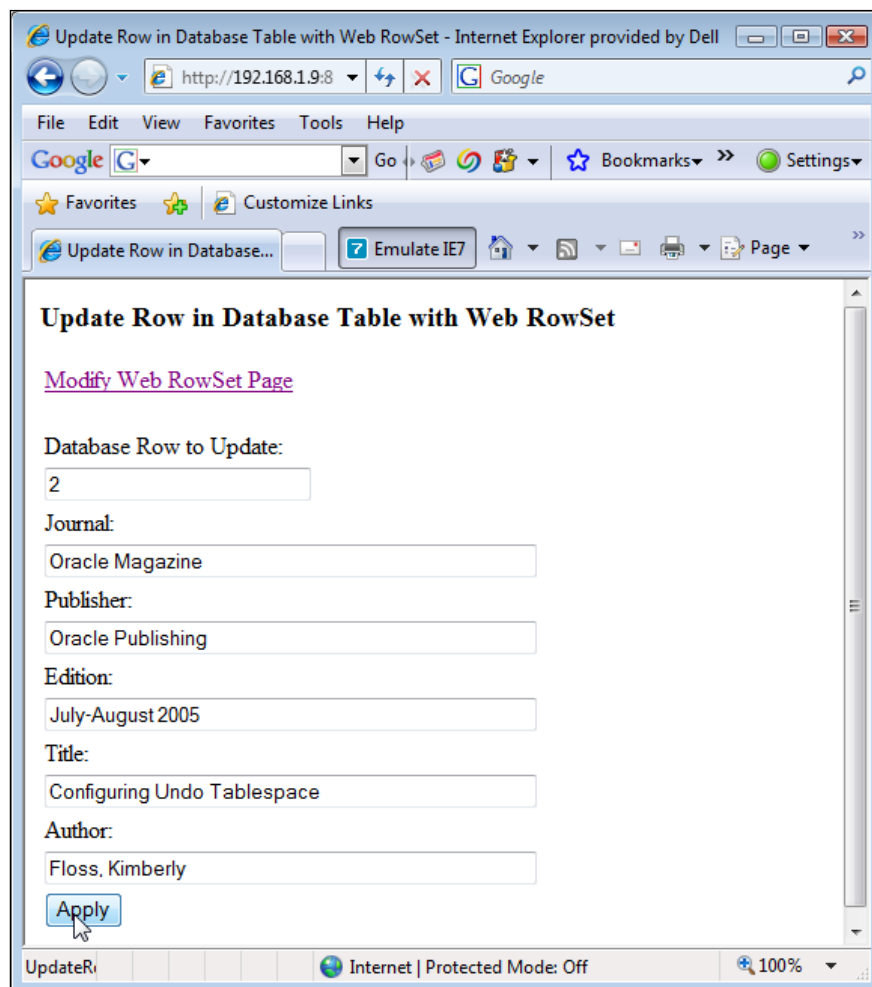 Update Row in Database Table with Web RowSet - Internet Explorer provided by Dell
http://192.168.1.9:8
Google
File Edit View Favorites Tools Help
Google G Go Bookmarks Settings
Favorites Customize Links
Update Row in Database... 7 Emulate IE7 Page
Update Row in Database Table with Web RowSet
Modify Web RowSet Page
Database Row to Update:
2
Journal:
Oracle Magazine
Publisher:
Oracle Publishing
Edition:
July-August 2005
Title:
Configuring Undo Tablespace
Author:
Floss, Kimberly
Apply
UpdateR Internet | Protected Mode: Off 100%